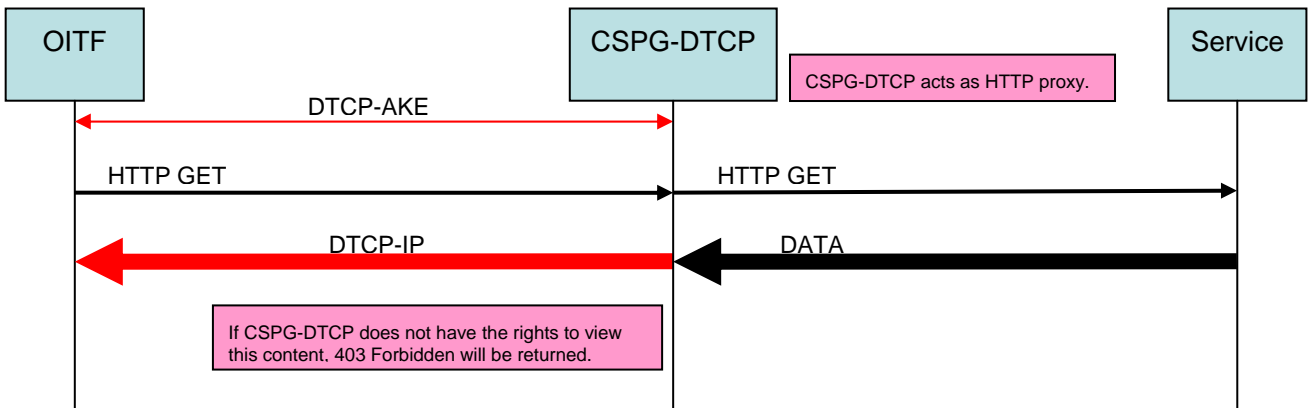 OITF
CSPG-DTCP
Service
CSPG-DTCP acts as HTTP proxy.
DTCP-AKE
HTTP GET
HTTP GET
DTCP-IP
DATA
If CSPG-DTCP does not have the rights to view
this content, 403 Forbidden will be returned.